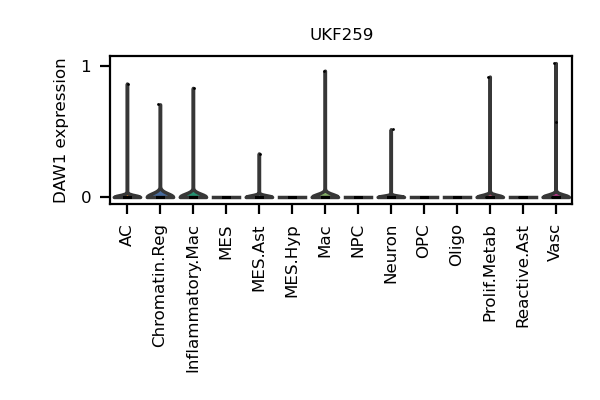 UKF259
DAW1 expression
1
0
AC
Chromatin.Reg
Inflammatory.Mac
MES
MES.Ast
MES.Hyp
Mac
NPC
Neuron
OPC
Oligo
Prolif.Metab
Reactive.Ast
Vasc